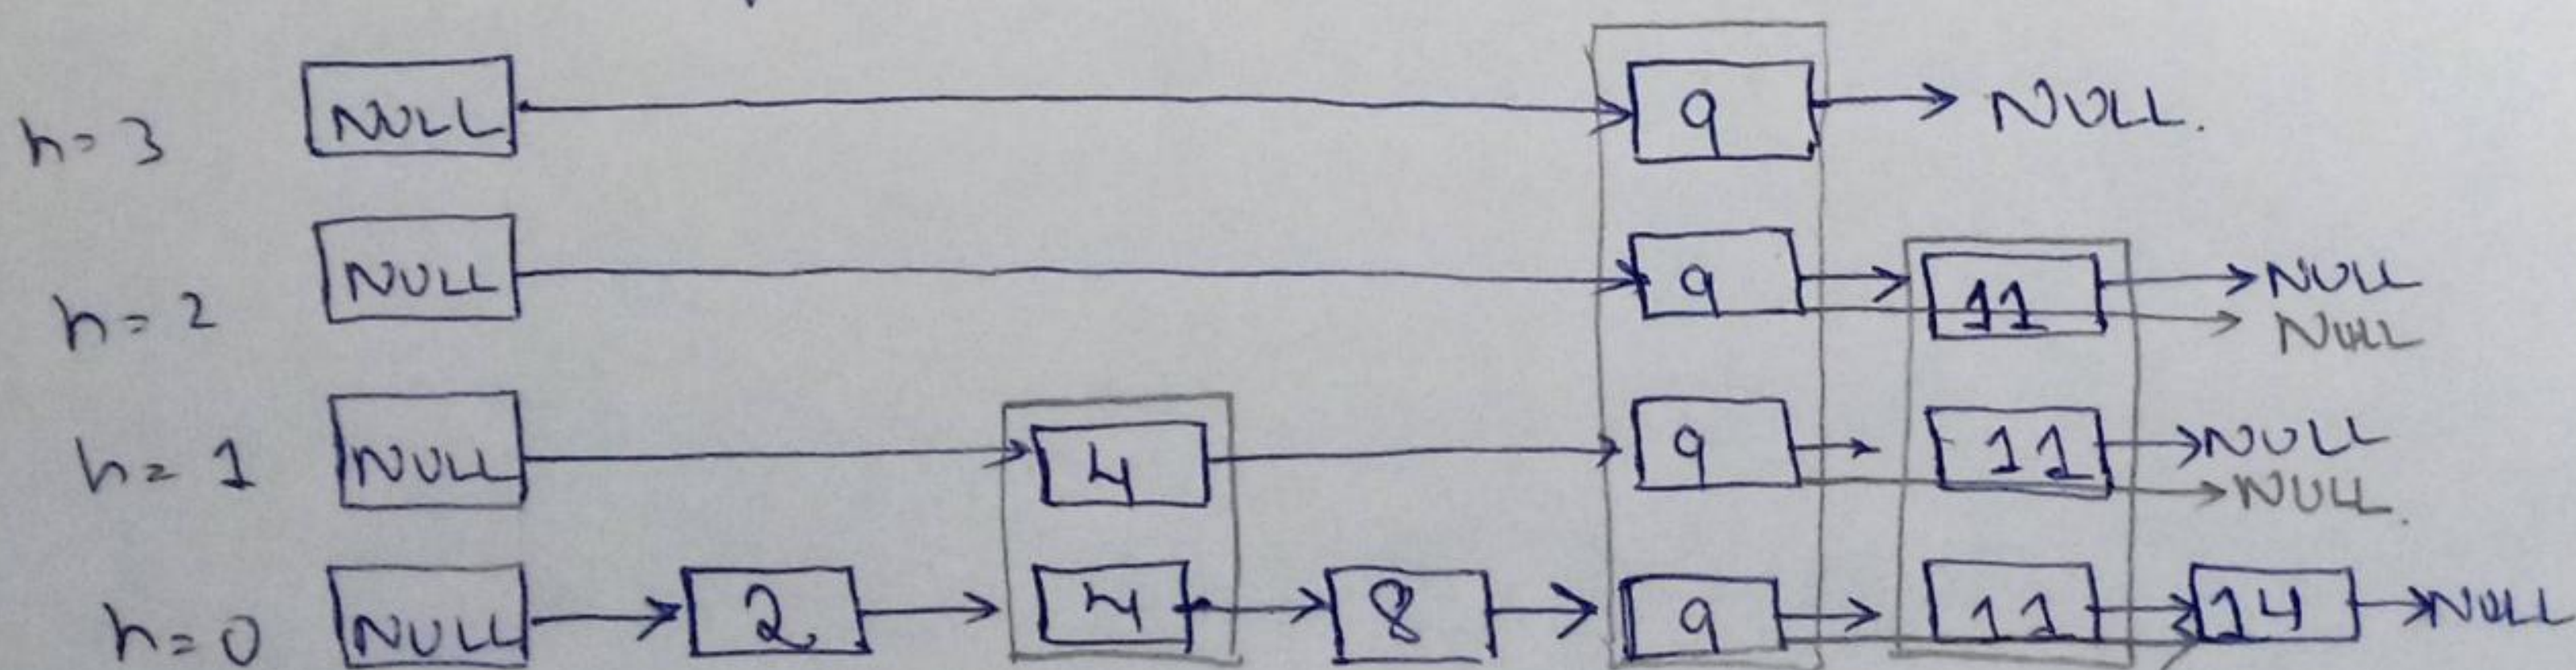 h=3 NULL 9 NULL.
h=2 NULL 9 11 NULL
NULL
h=1 NULL 4 9 11 NULL
NULL.
h=0 NULL 2 4 8 9 11 14 NULL